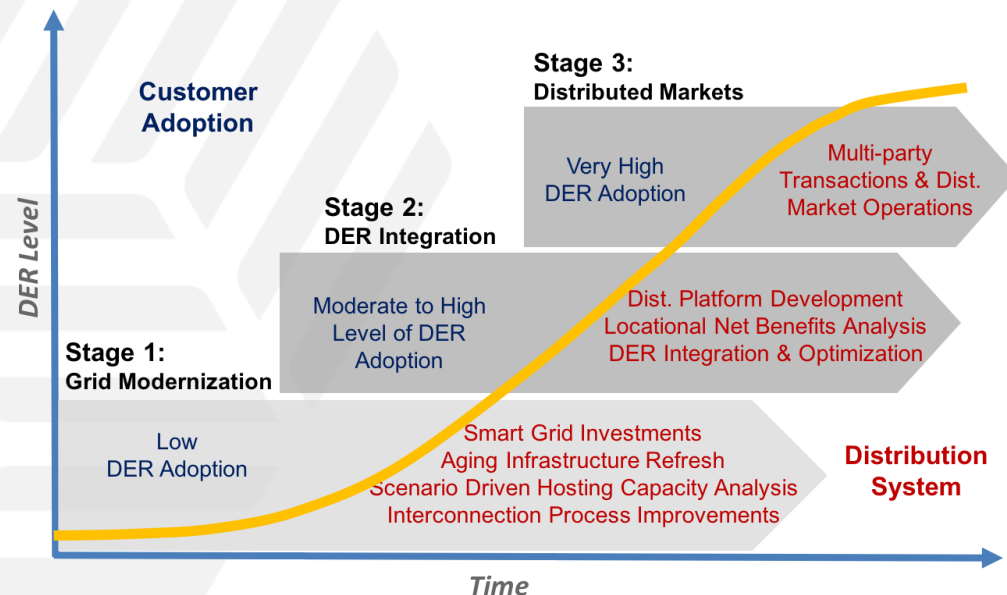 Customer
Adoption
Stage 3:
Distributed Markets
Very High
DER Adoption
Multi-party
Transactions & Dist.
Market Operations
Stage 2:
DER Integration
Moderate to High
Level of DER
Adoption
Dist. Platform Development
Locational Net Benefits Analysis
DER Integration & Optimization
Stage 1:
Grid Modernization
Low
DER Adoption
Smart Grid Investments
Aging Infrastructure Refresh
Scenario Driven Hosting Capacity Analysis
Interconnection Process Improvements
Distribution
System
DER Level
Time